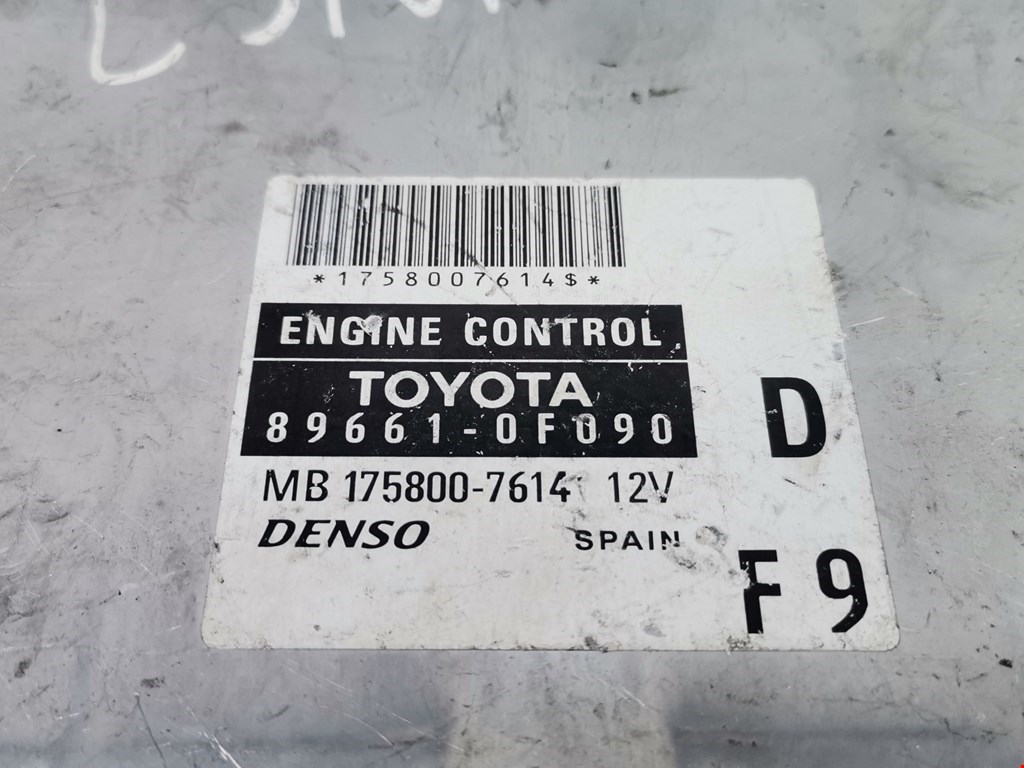 *1758007614$*
ENGINE CONTROL
TOYOTA
89661-0F090
D
MB 175800-7614 12V
DENSO SPAIN
F9